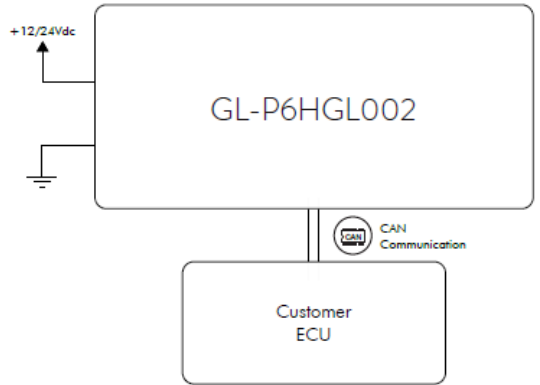 +12/24Vdc
GL-P6HGL002
CAN
CAN
Communication
Customer
ECU